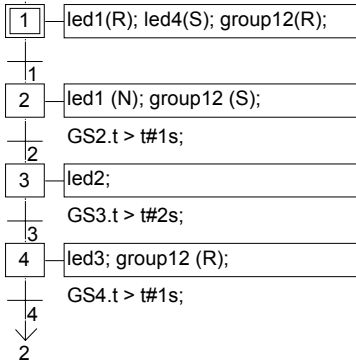 1 led1(R); led4(S); group12(R);
1
2 led1 (N); group12 (S);
GS2.t > t#1s;
2
3 led2;
GS3.t > t#2s;
3
4 led3; group12 (R);
GS4.t > t#1s;
4
2